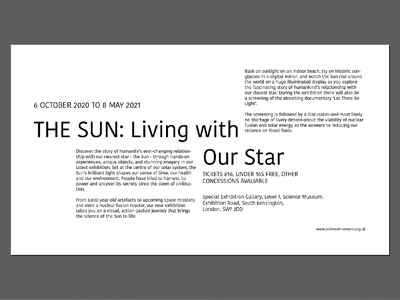 Bask on sunlight on an indoor beach, try on historic sun-
glasses in a digital mirror, and watch the Sun rise around
the world on a huge illuminated display as you explore
the fascinating story of humankind's relationship with
our closest star. During the exhibition there will also be
a screening of the absorbing documentary 'Let There Be
Light'.
The screening is followed by a discussion-and most likely
no shortage of lively debate-about the viability of nuclear
fusion and solar energy as the answers to reducing our
reliance on fossil fuels.
6 OCTOBER 2020 TO 8 MAY 2021
THE SUN: Living with
Our Star
Discover the story of humanity's ever-changing relation-
ship with our nearest star - the Sun - through hands-on
experiences, unique objects, and stunning imagery in our
latest exhibition. Set at the centre of our solar system, the
Sun's brilliant light shapes our sense of time, our health
and our environment. People have tried to harness its
power and uncover its secrets since the dawn of civilisa-
tion.
From 3,000-year-old artefacts to upcoming space missions
and even a nuclear fusion reactor, our new exhibition
takes you on a visual, action packed journey that brings
the science of the Sun to life.
TICKETS £16, UNDER 16S FREE, OTHER
CONCESSIONS AVALIABLE
Special Exhibition Gallery, Level 1, Science Museum,
Exhibition Road, South Kensington,
London, SW7 2DD
www.sciencemuseum.org.uk